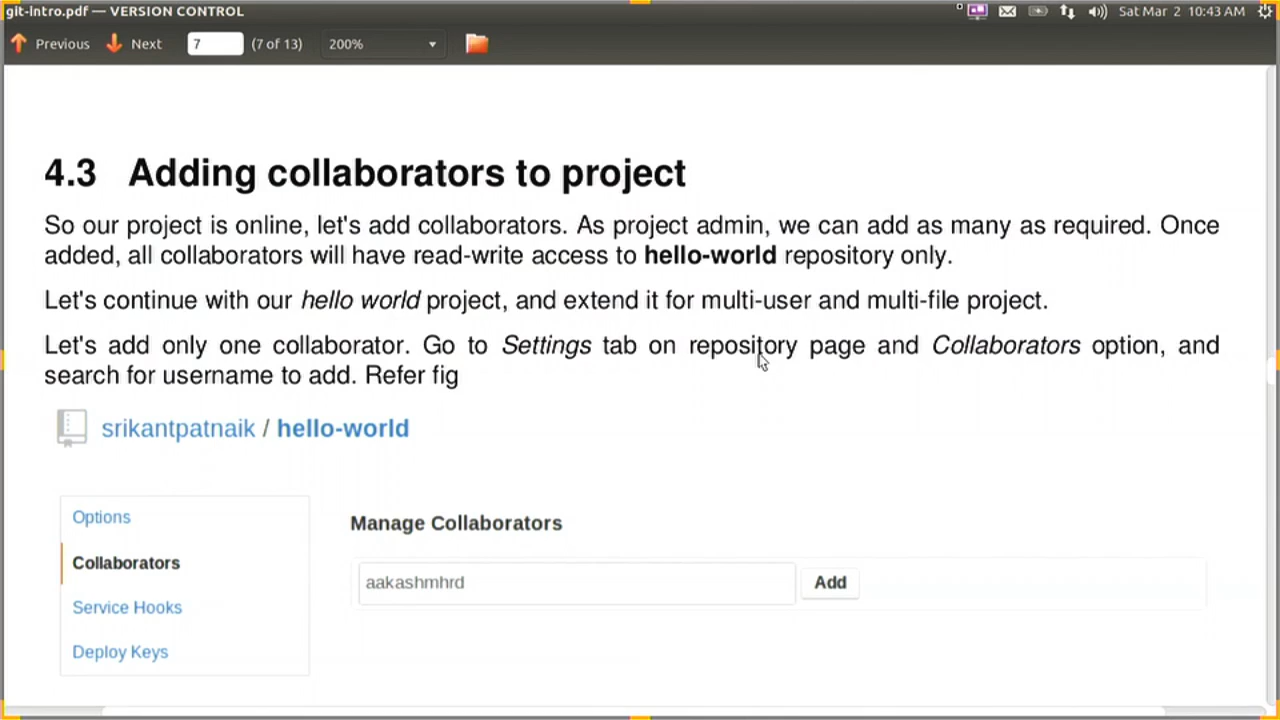 git-intro.pdf — VERSION CONTROL
Sat Mar 2 10:43 AM
Previous Next 7 (7 of 13) 200%
4.3 Adding collaborators to project
So our project is online, let's add collaborators. As project admin, we can add as many as required. Once
added, all collaborators will have read-write access to hello-world repository only.
Let's continue with our hello world project, and extend it for multi-user and multi-file project.
Let's add only one collaborator. Go to Settings tab on repository page and Collaborators option, and
search for username to add. Refer fig
srikantpatnaik / hello-world
Options
Manage Collaborators
Collaborators
aakashmhrd Add
Service Hooks
Deploy Keys